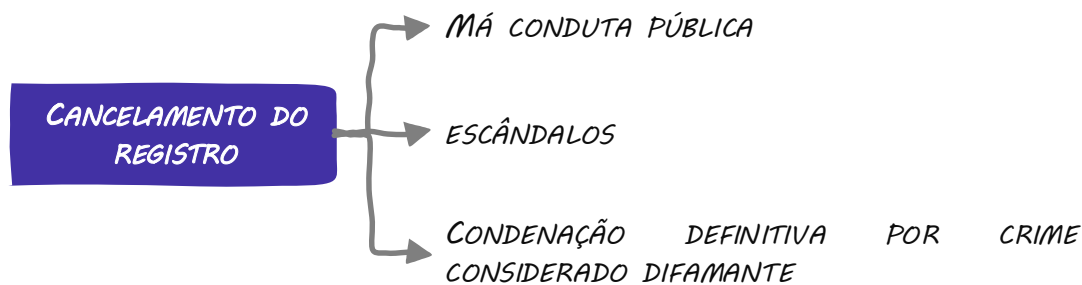 Cancelamento do
registro
Má conduta pública
escândalos
Condenação definitiva por crime
considerado difamante